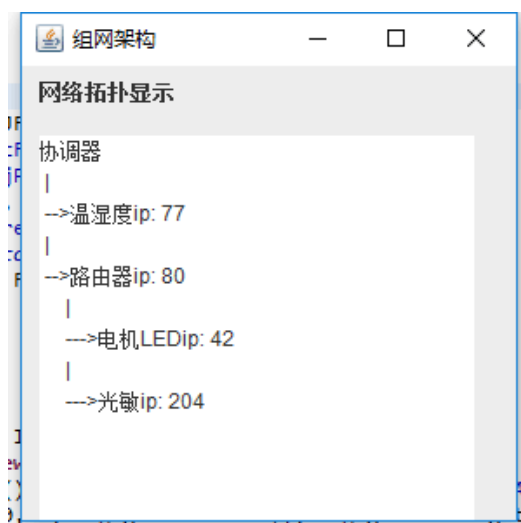 组网架构
网络拓扑显示
协调器
|
-->温湿度ip: 77
|
-->路由器ip: 80
|
--->电机LEDip: 42
|
--->光敏ip: 204